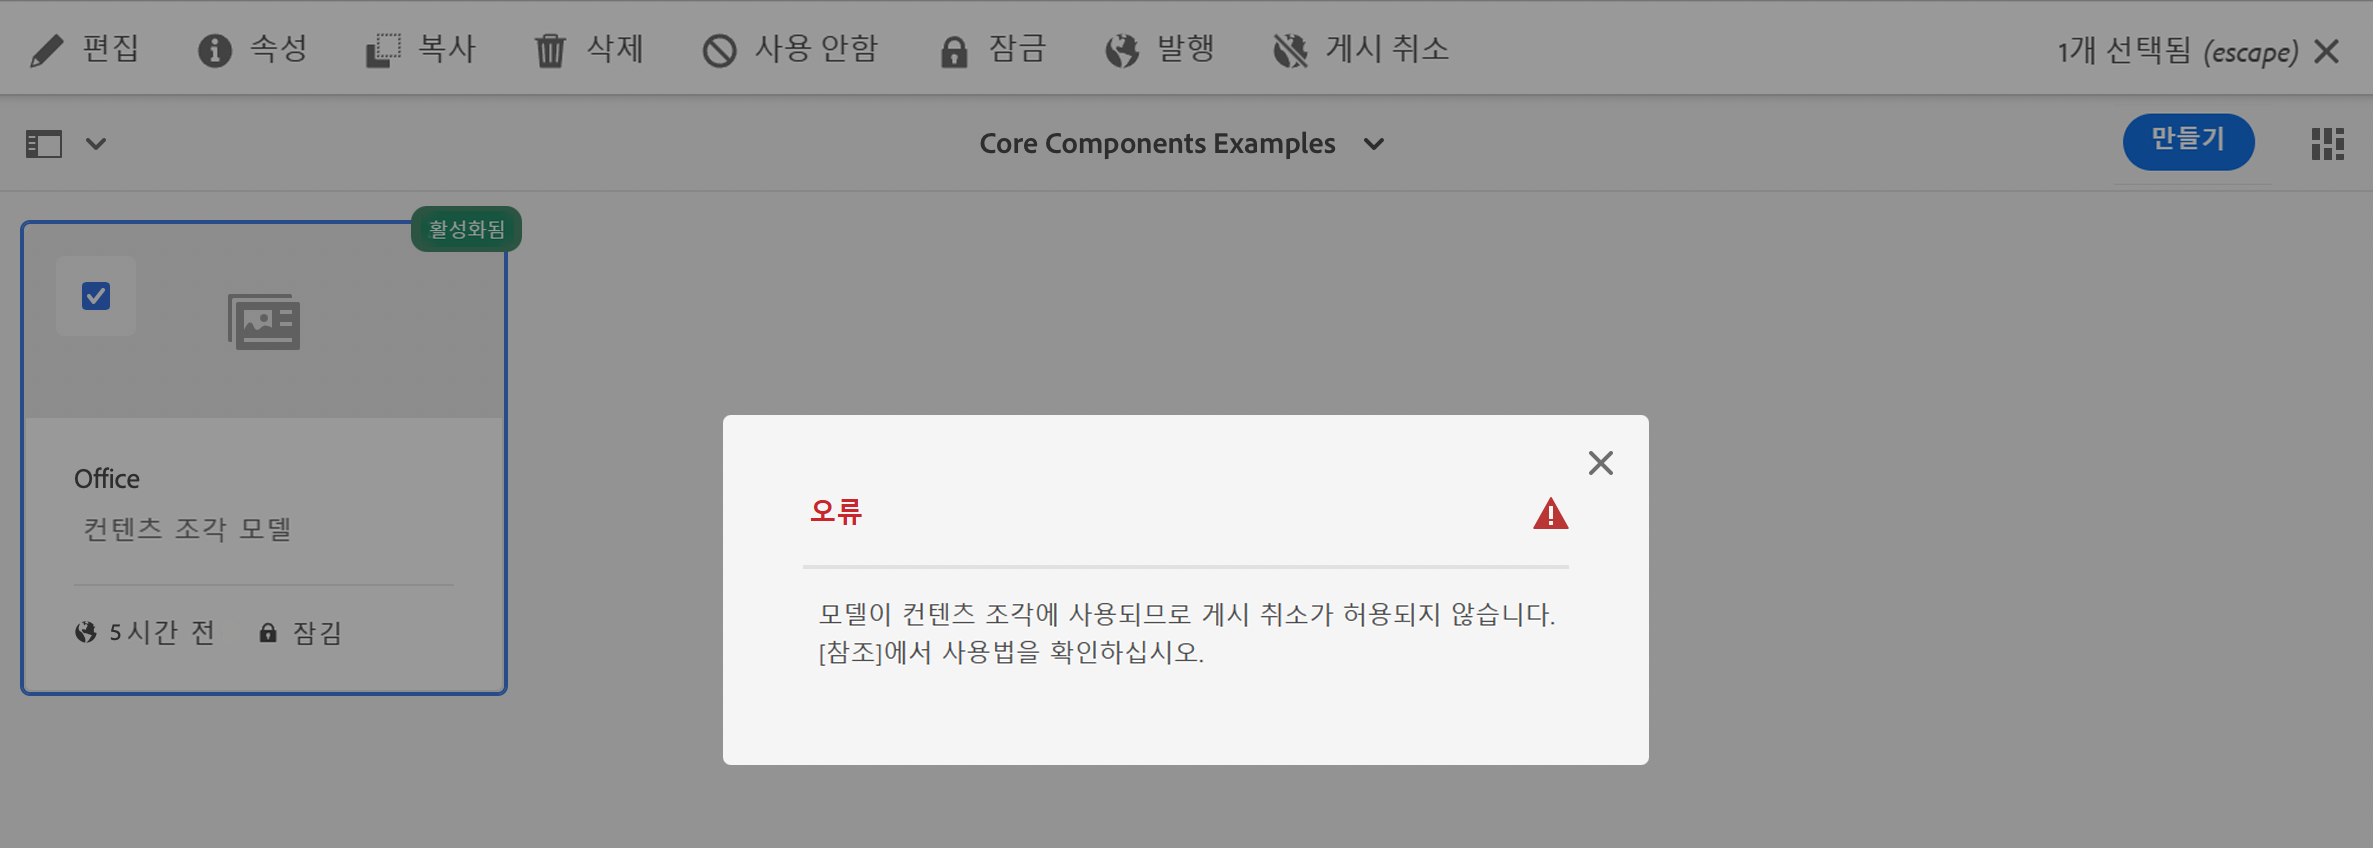 편집 속성 복사 삭제 사용 안함 잠금 발행 게시 취소 1개 선택됨 (escape)
Core Components Examples 만들기
활성화됨
Office
컨텐츠 조각 모델
5시간 전 잠김
오류
모델이 컨텐츠 조각에 사용되므로 게시 취소가 허용되지 않습니다.
[참조]에서 사용법을 확인하십시오.